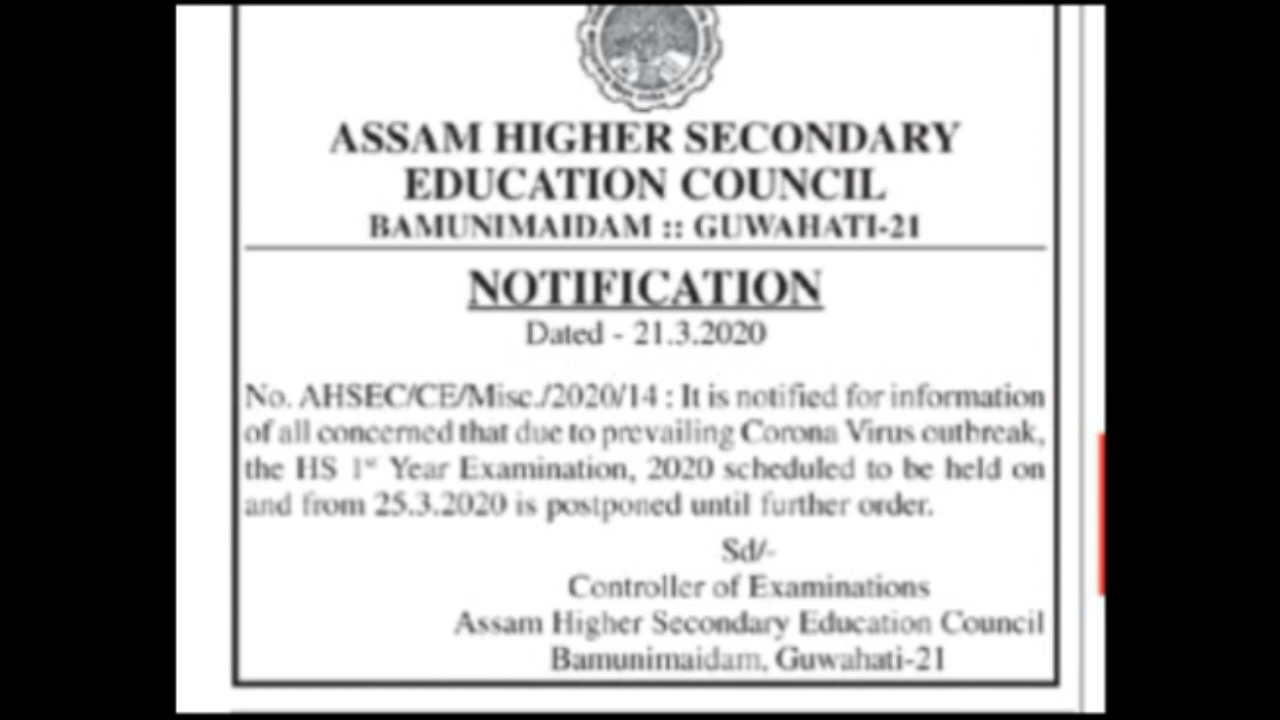 ASSAM HIGHER SECONDARY
EDUCATION COUNCIL
BAMUNIMAIDAM :: GUWAHATI-21
NOTIFICATION
Dated - 21.3.2020
No. AHSEC/CE/Misc./2020/14 : It is notified for information
of all concerned that due to prevailing Corona Virus outbreak,
the HS 1st Year Examination, 2020 scheduled to be held on
and from 25.3.2020 is postponed until further order.
Sd/-
Controller of Examinations
Assam Higher Secondary Education Council
Bamunimaidam, Guwahati-21